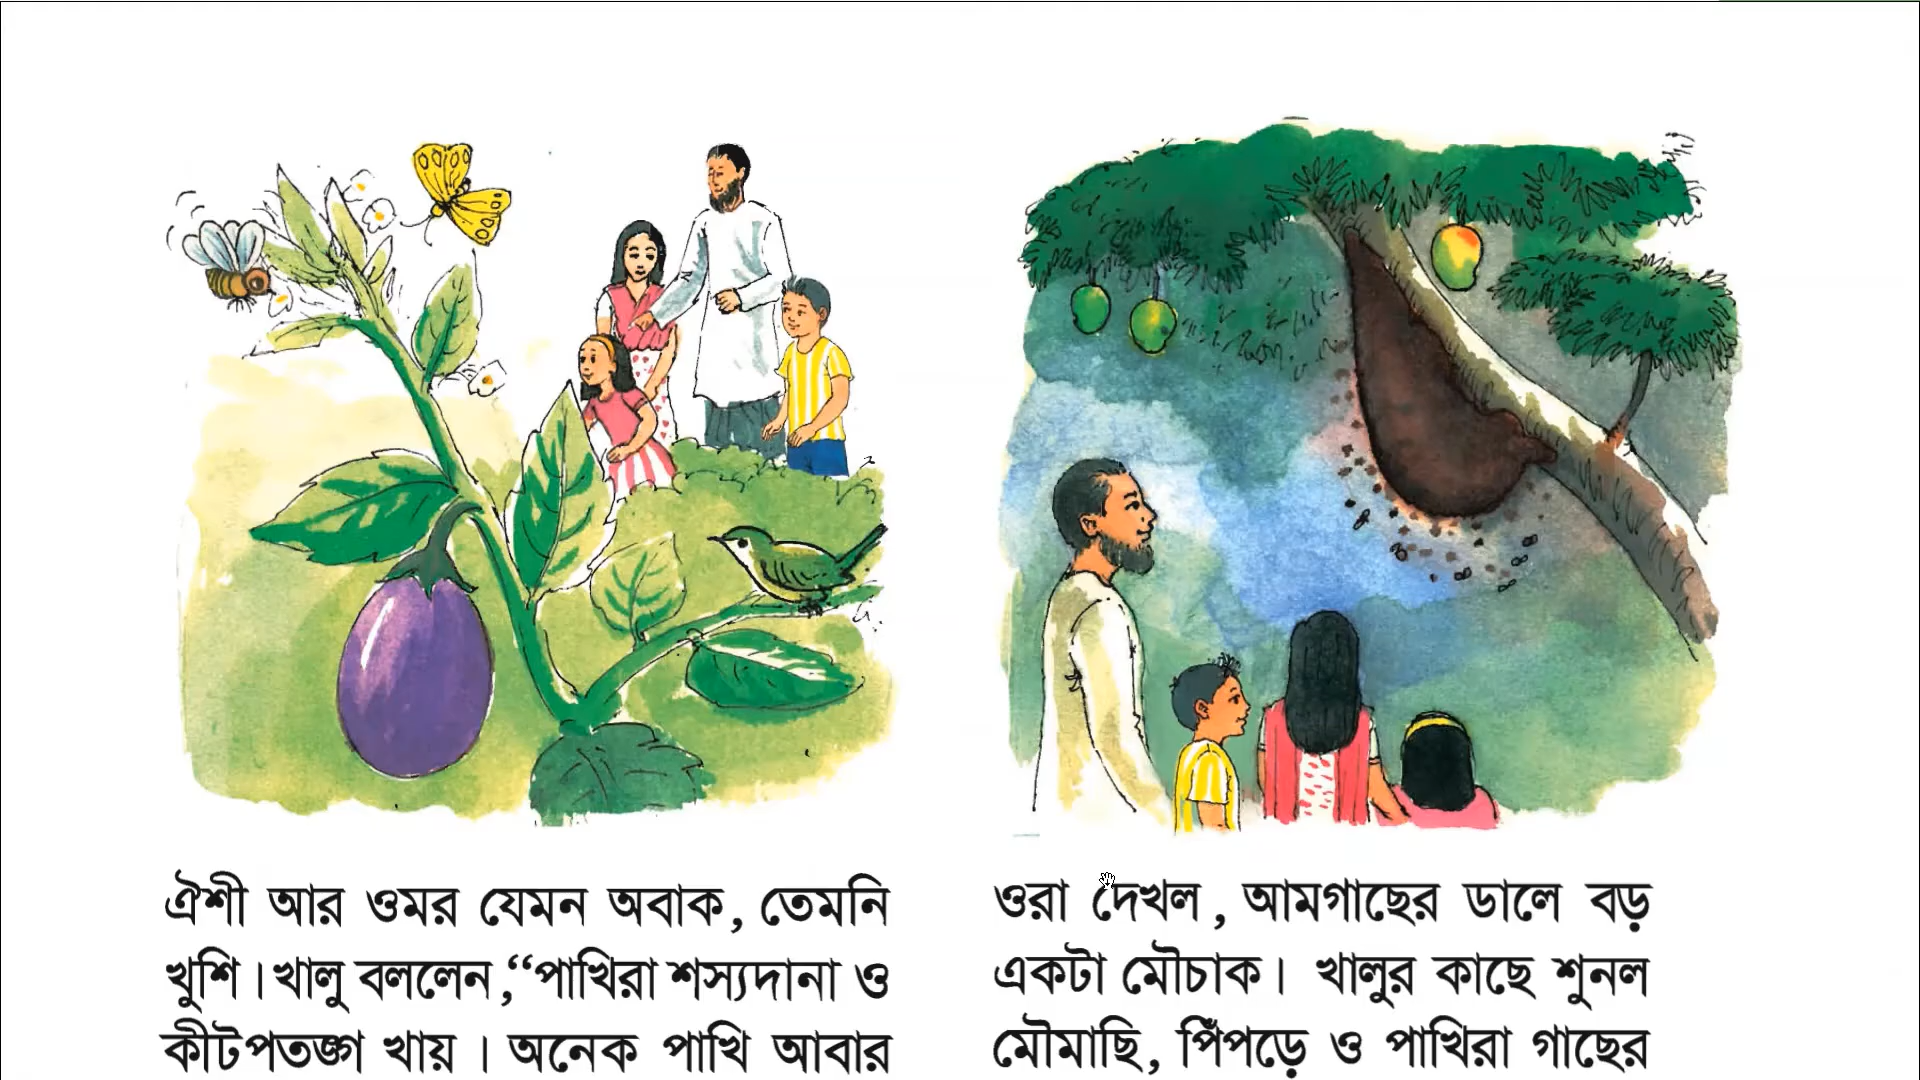 ঐশী আর ওমর যেমন অবাক, তেমনি
খুশি। খালু বললেন,“পাখিরা শস্যদানা ও
কীটপতঙ্গ খায় । অনেক পাখি আবার
ওরা দেখল, আমগাছের ডালে বড়
একটা মৌচাক। খালুর কাছে শুনল
মৌমাছি, পিঁপড়ে ও পাখিরা গাছের